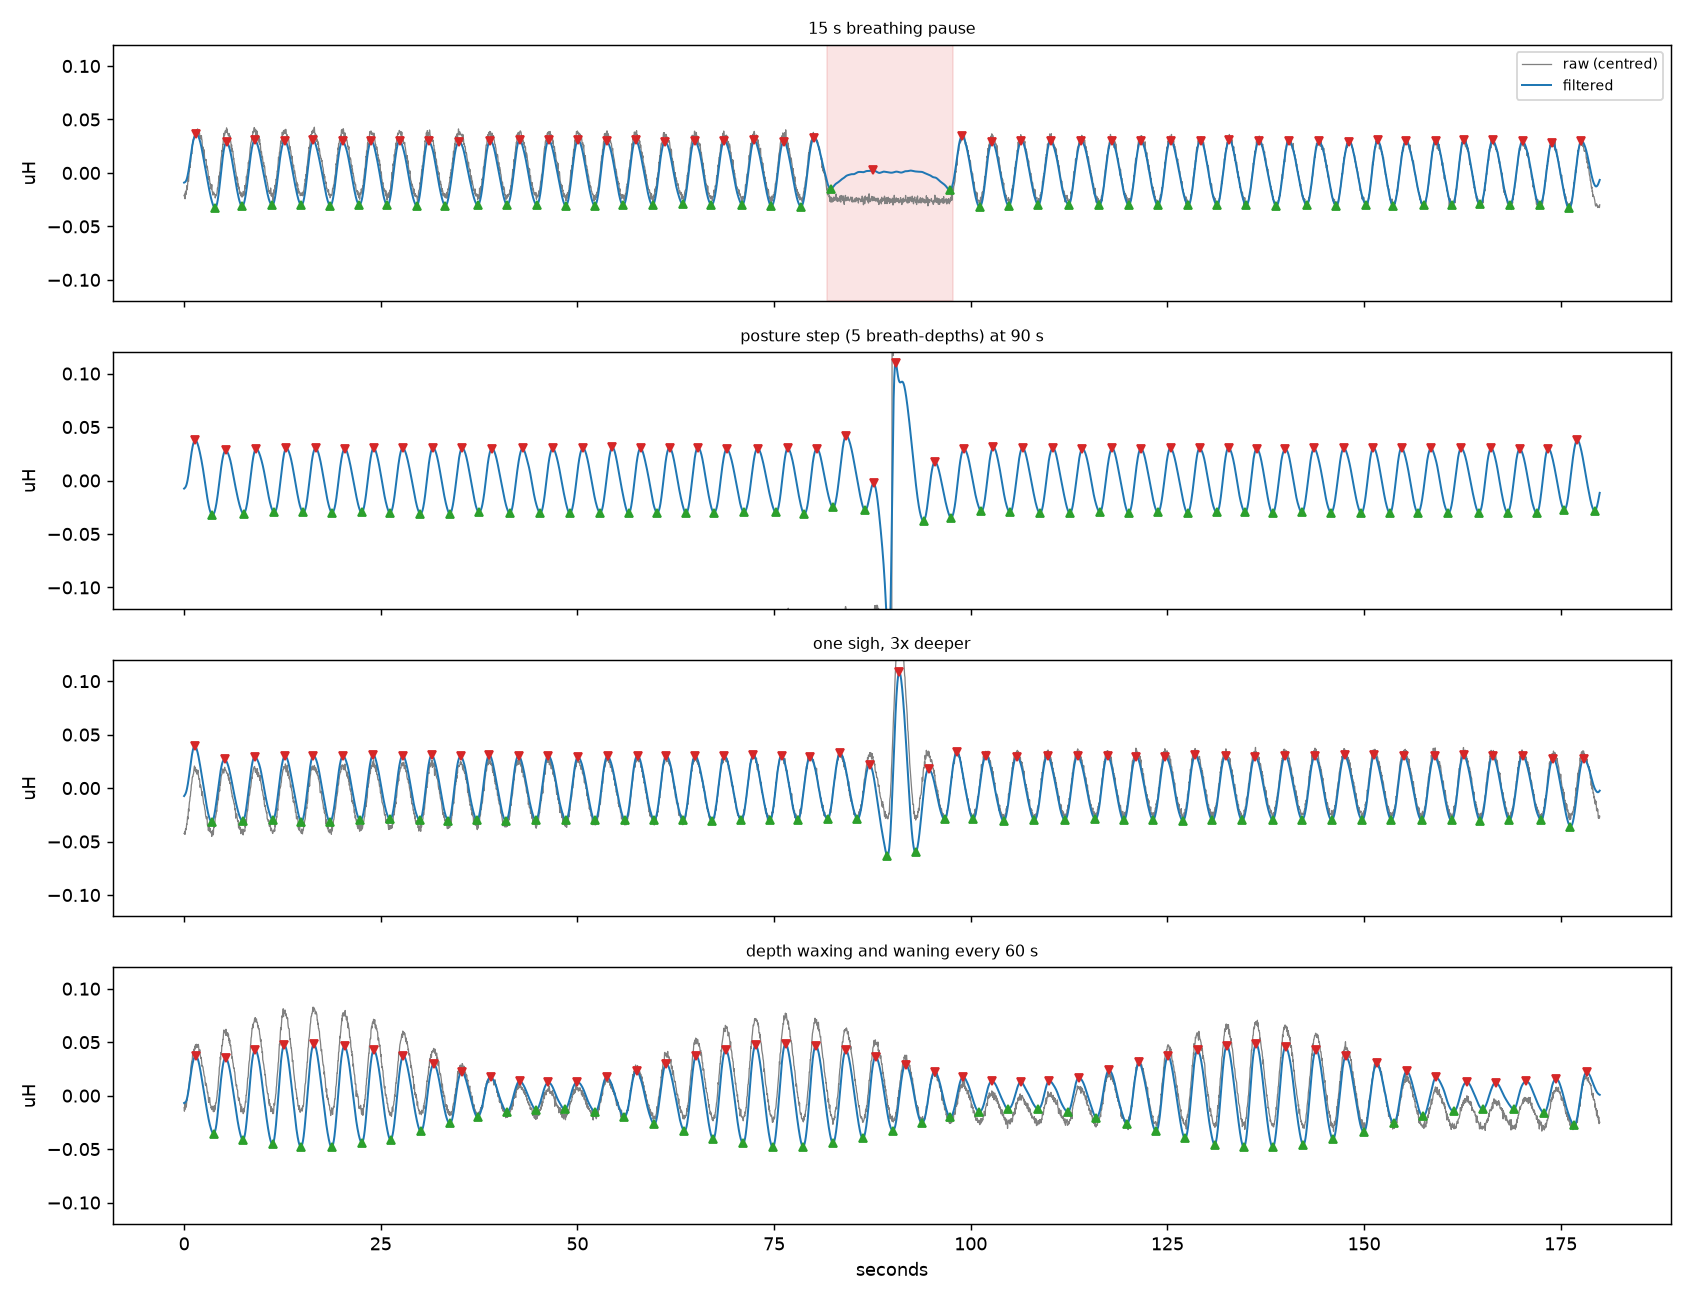 15 s breathing pause
0.10
0.05
0.00
−0.05
−0.10
uH
raw (centred)
filtered
posture step (5 breath-depths) at 90 s
0.10
0.05
0.00
−0.05
−0.10
uH
one sigh, 3x deeper
0.10
0.05
0.00
−0.05
−0.10
uH
depth waxing and waning every 60 s
0.10
0.05
0.00
−0.05
−0.10
uH
0 25 50 75 100 125 150 175
seconds